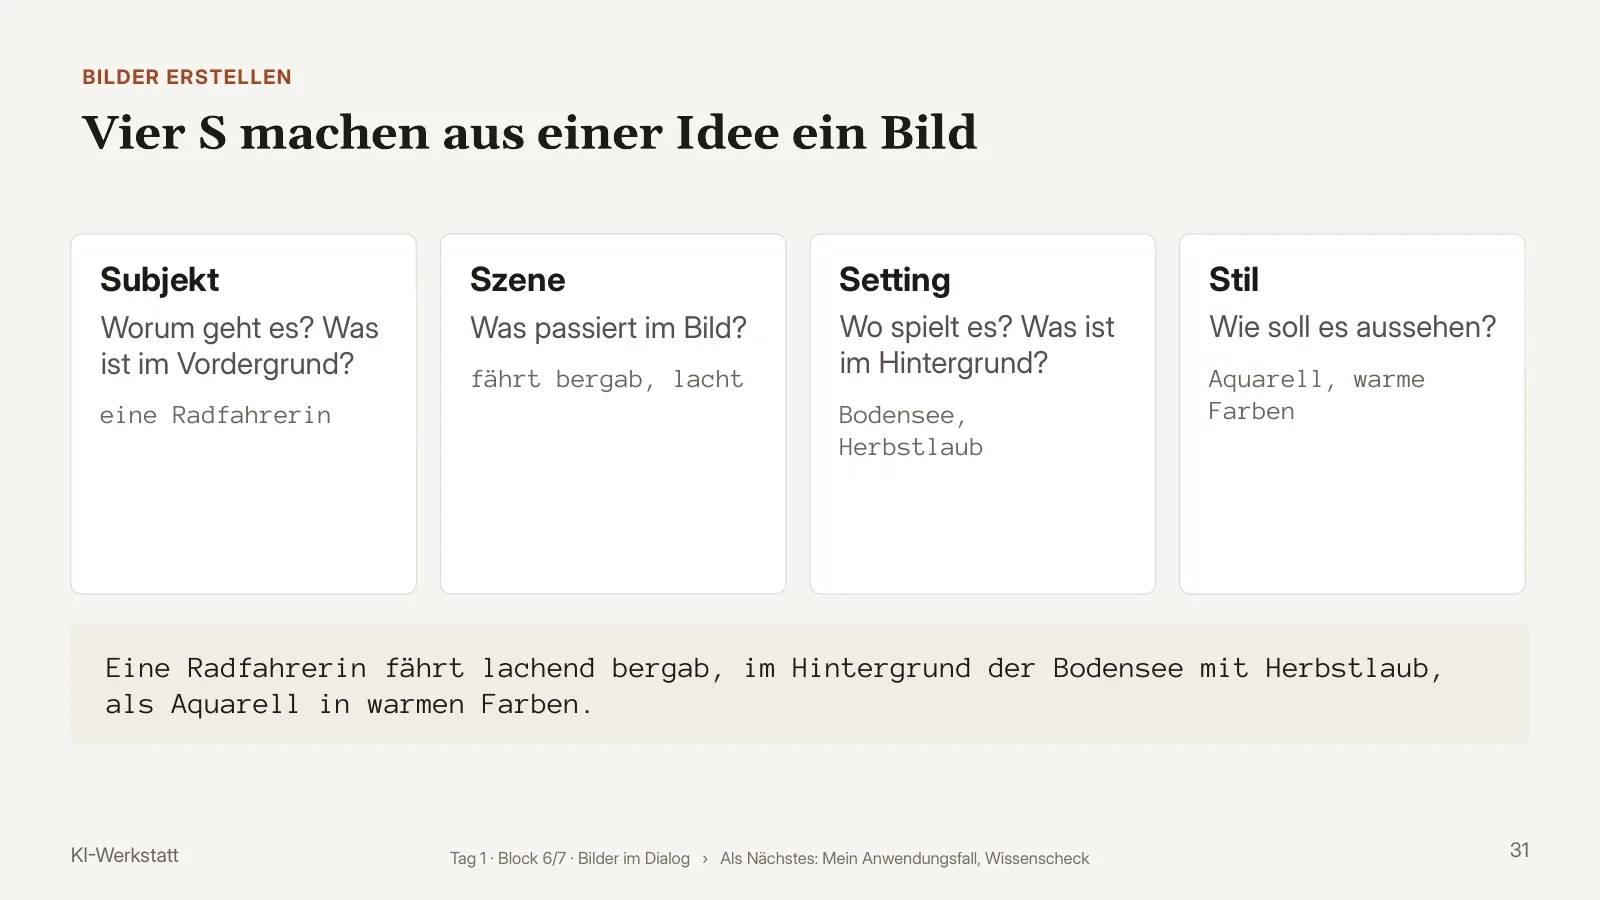 BILDER ERSTELLEN
Vier S machen aus einer Idee ein Bild
Subjekt
Worum geht es? Was
ist im Vordergrund?
eine Radfahrerin
Szene
Was passiert im Bild?
fährt bergab, lacht
Setting
Wo spielt es? Was ist
im Hintergrund?
Bodensee,
Herbstlaub
Stil
Wie soll es aussehen?
Aquarell, warme
Farben
Eine Radfahrerin fährt lachend bergab, im Hintergrund der Bodensee mit Herbstlaub,
als Aquarell in warmen Farben.
KI-Werkstatt
Tag 1 · Block 6/7 · Bilder im Dialog › Als Nächstes: Mein Anwendungsfall, Wissenscheck
31